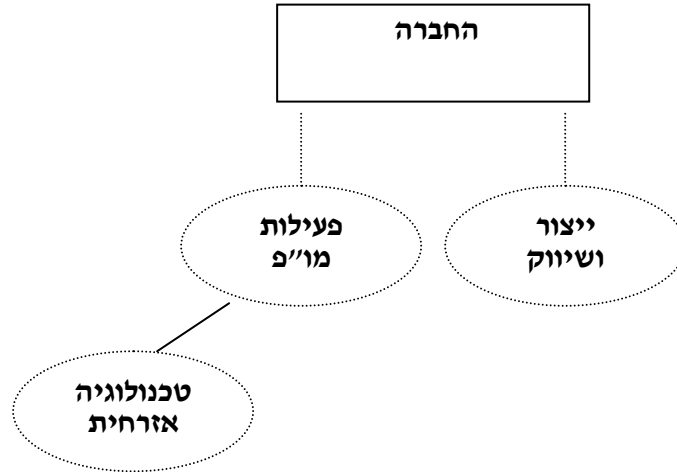 החברה
ייצור
ושיווק
פעילות
מו״פ
טכנולוגיה
אזרחית